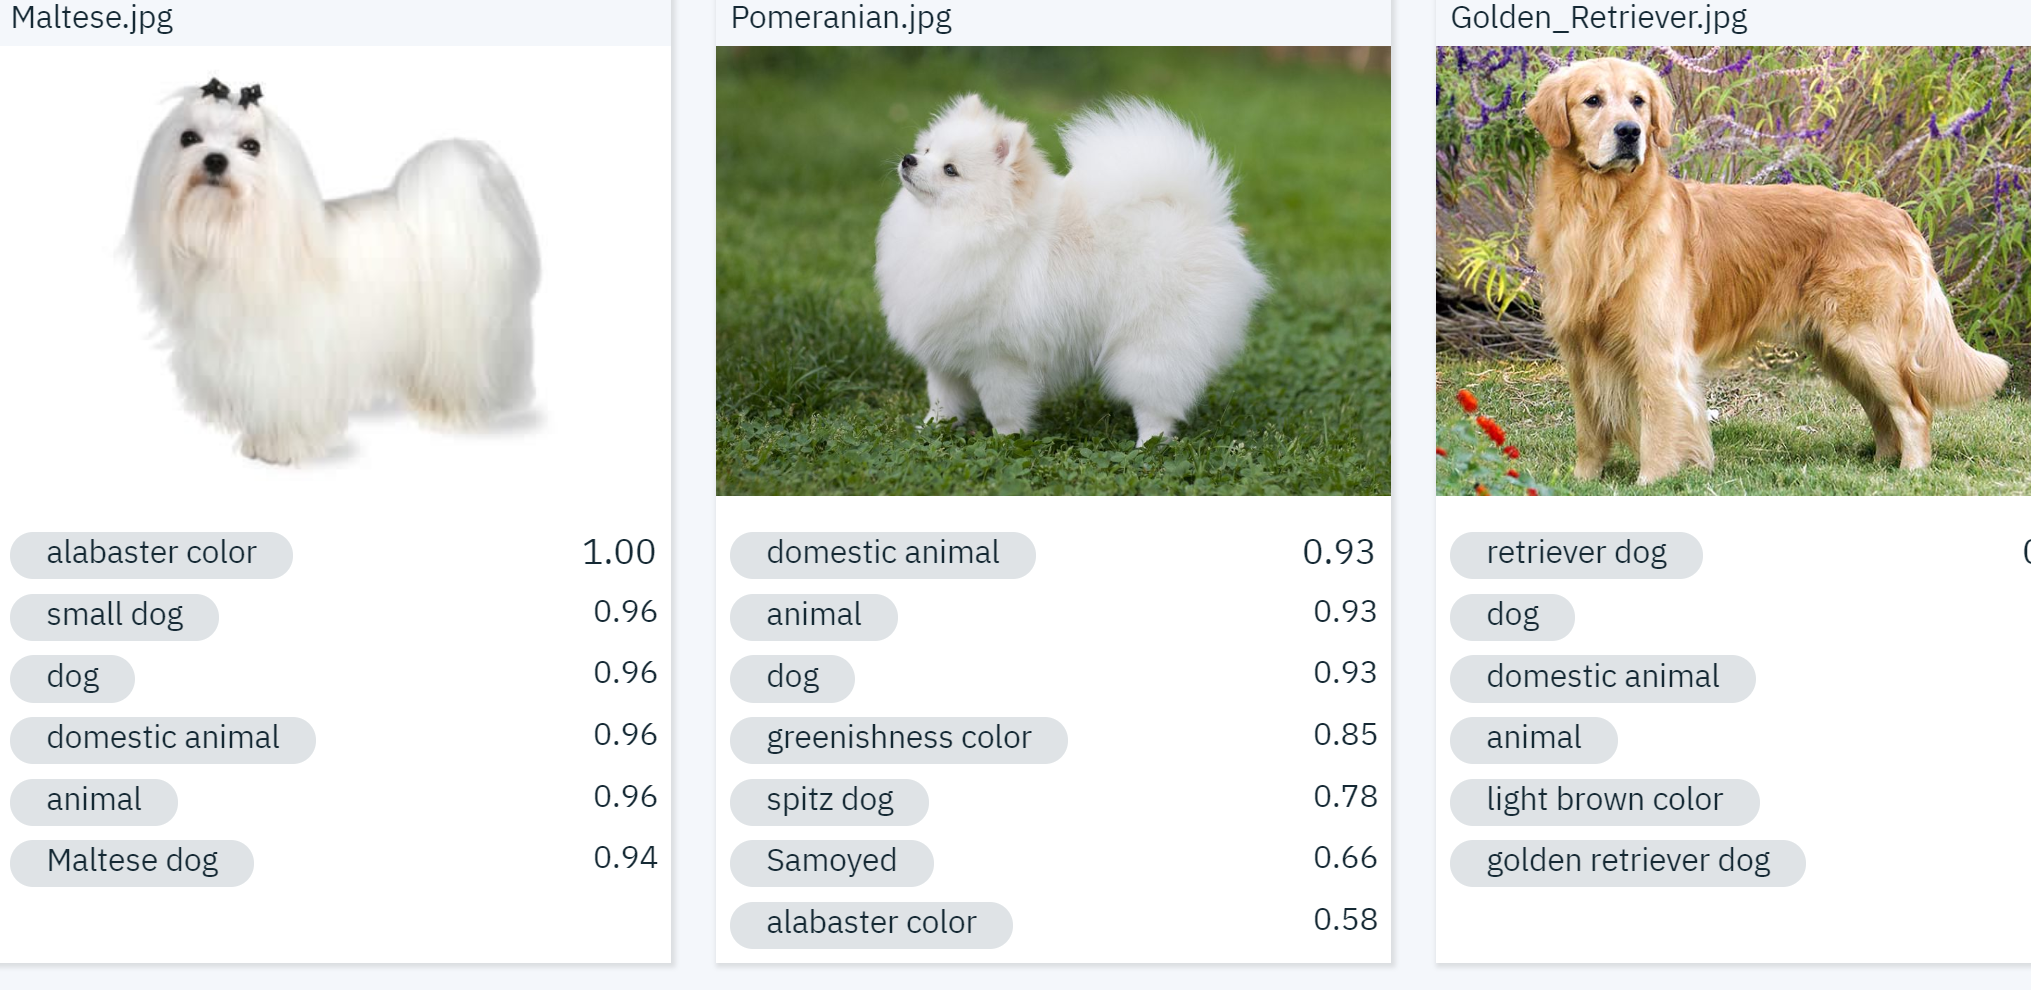 Maltese.jpg
alabaster color 1.00
small dog 0.96
dog 0.96
domestic animal 0.96
animal 0.96
Maltese dog 0.94
Pomeranian.jpg
domestic animal 0.93
animal 0.93
dog 0.93
greenishness color 0.85
spitz dog 0.78
Samoyed 0.66
alabaster color 0.58
Golden_Retriever.jpg
retriever dog
dog
domestic animal
animal
light brown color
golden retriever dog